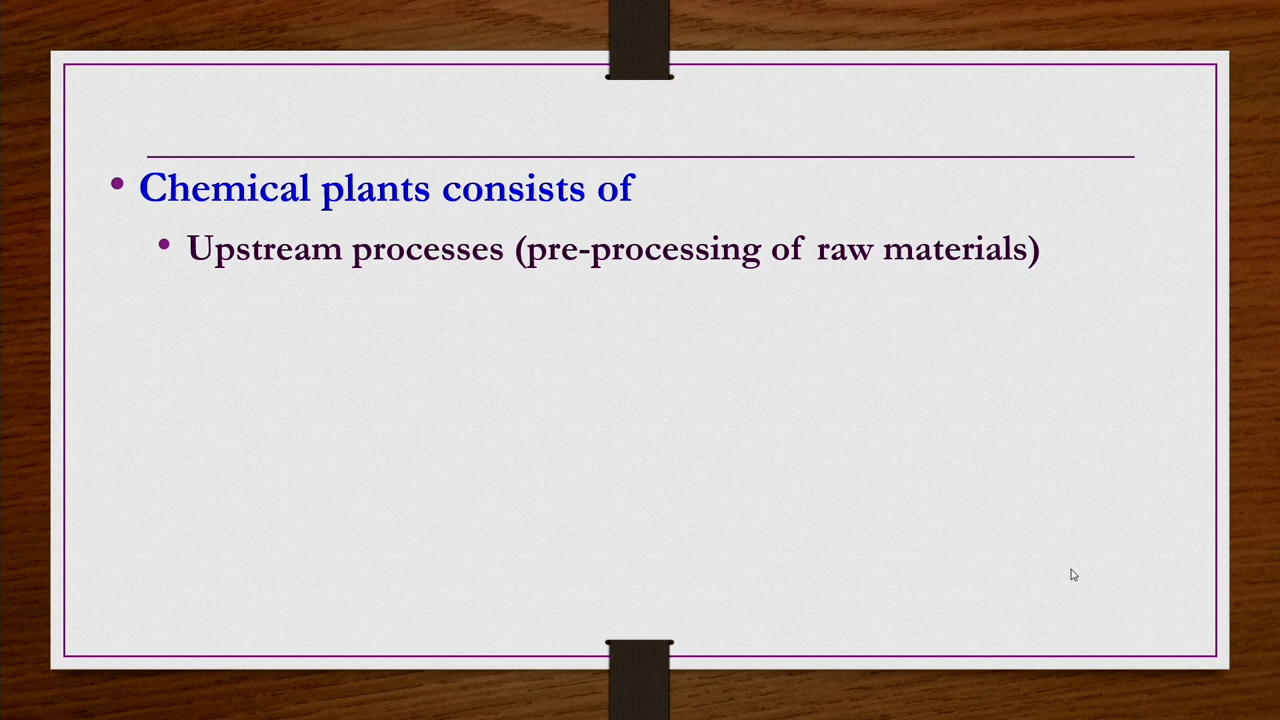 • Chemical plants consists of
• Upstream processes (pre-processing of raw materials)